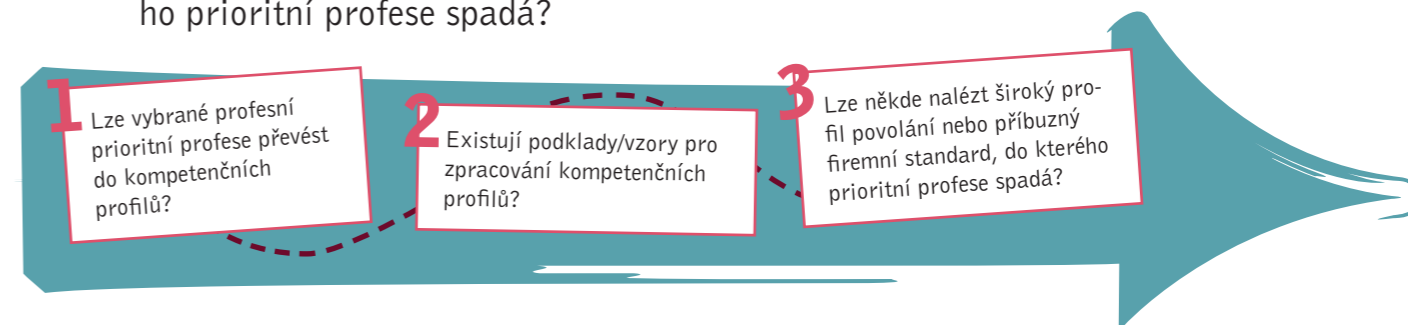 ho prioritní profese spadá?
1
Lze vybrané profesní
prioritní profese převést
do kompetenčních
profilů?
2
Existují podklady/vzory pro
zpracování kompetenčních
profilů?
3
Lze někde nalézt široký pro-
fil povolání nebo příbuzný
firemní standard, do kterého
prioritní profese spadá?